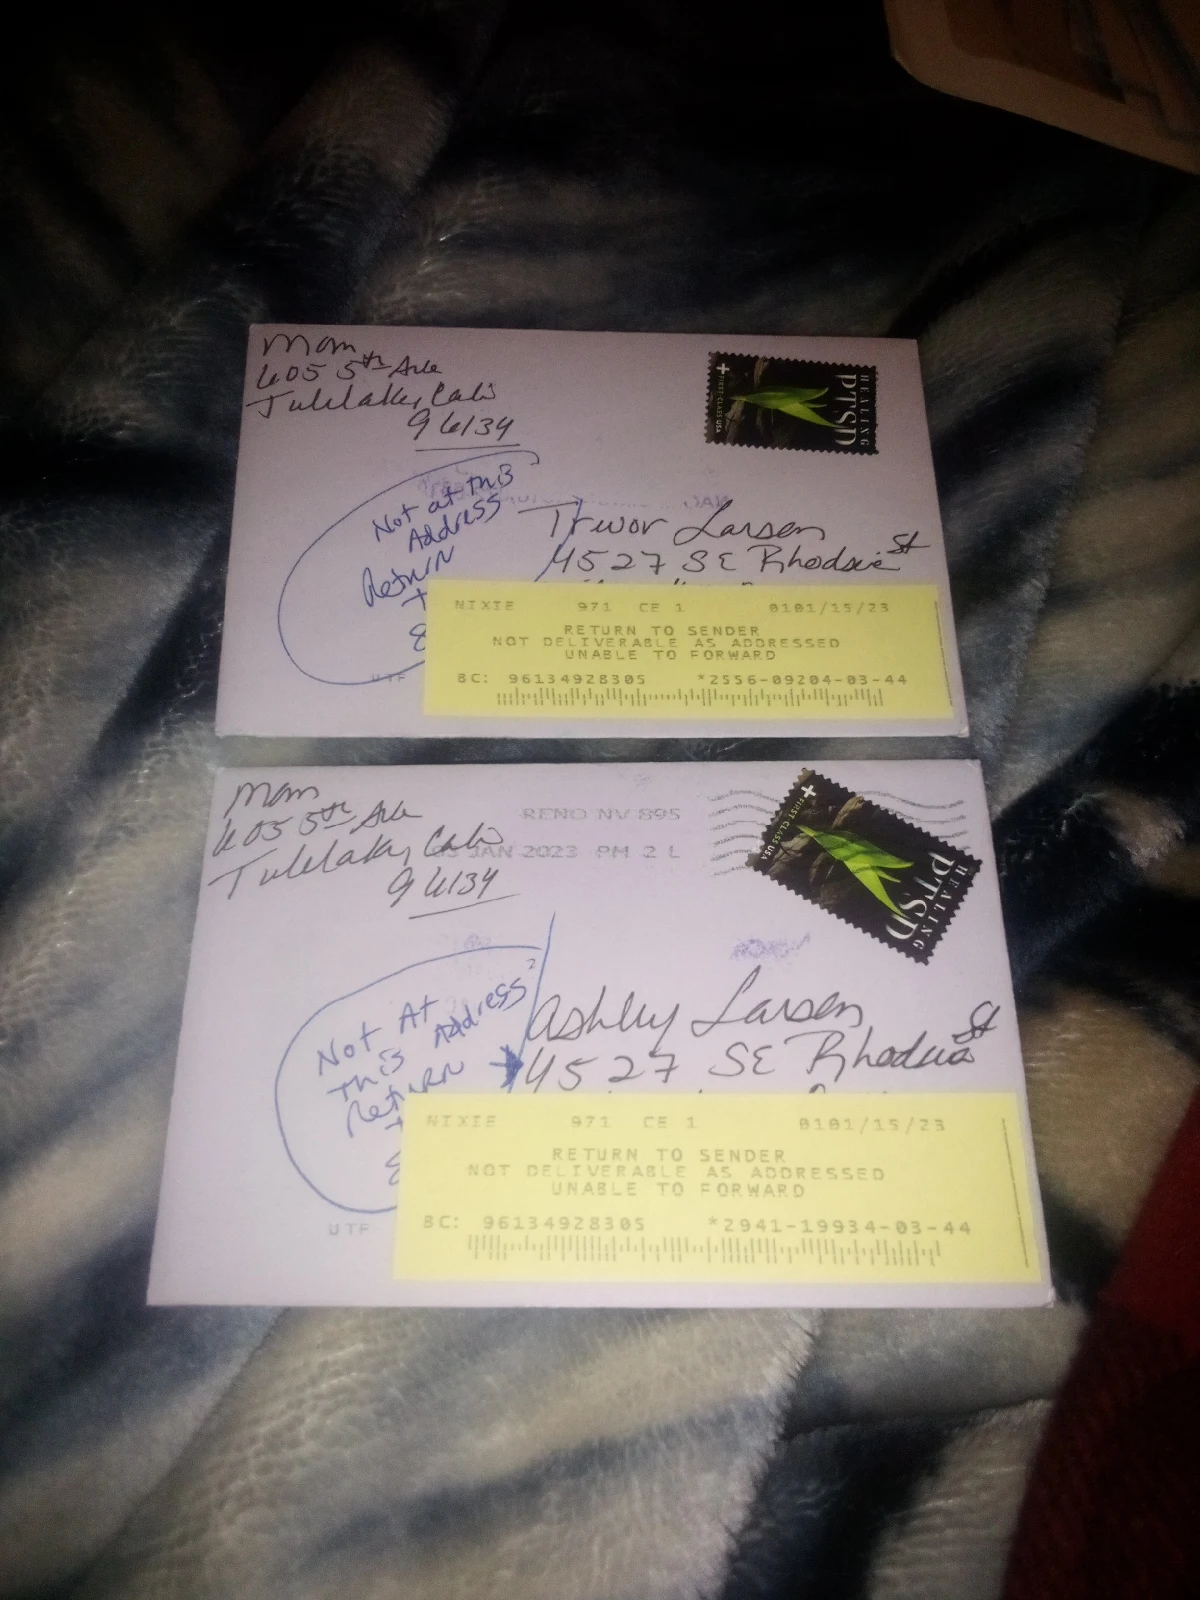 Mom
605 5th Ave
Tulelake, Cali
96134
HEALING
PTSD
+ FIRST-CLASS USA
Not at this
Address
Return
Trevor Larsen
4527 SE Rhodsia St
NIXIE 971 CE 1 0101/15/23
RETURN TO SENDER
NOT DELIVERABLE AS ADDRESSED
UNABLE TO FORWARD
UTF
BC: 96134928305 *2556-09204-03-44
Mom
605 5th Ave
Tulelake, Cali
96134
RENO NV 895
JAN 2023 PM 2 L
HEALING
PTSD
+ FIRST-CLASS USA
Not At
this Address
Return
Ashley Larsen
4527 SE Rhodsia St
NIXIE 971 CE 1 0101/15/23
RETURN TO SENDER
NOT DELIVERABLE AS ADDRESSED
UNABLE TO FORWARD
UTF
BC: 96134928305 *2941-19934-03-44